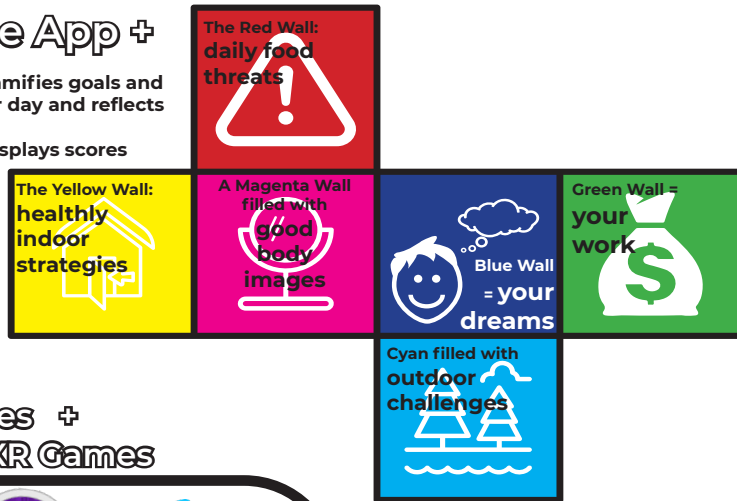 e App +
mifies goals and
day and reflects
splays scores
The Red Wall:
daily food
threats
The Yellow Wall:
healthly
indoor
strategies
A Magenta Wall
filled with
good
body
images
Blue Wall
= your
dreams
Green Wall =
your
work
$
Cyan filled with
outdoor
challenges
es +
XR Games